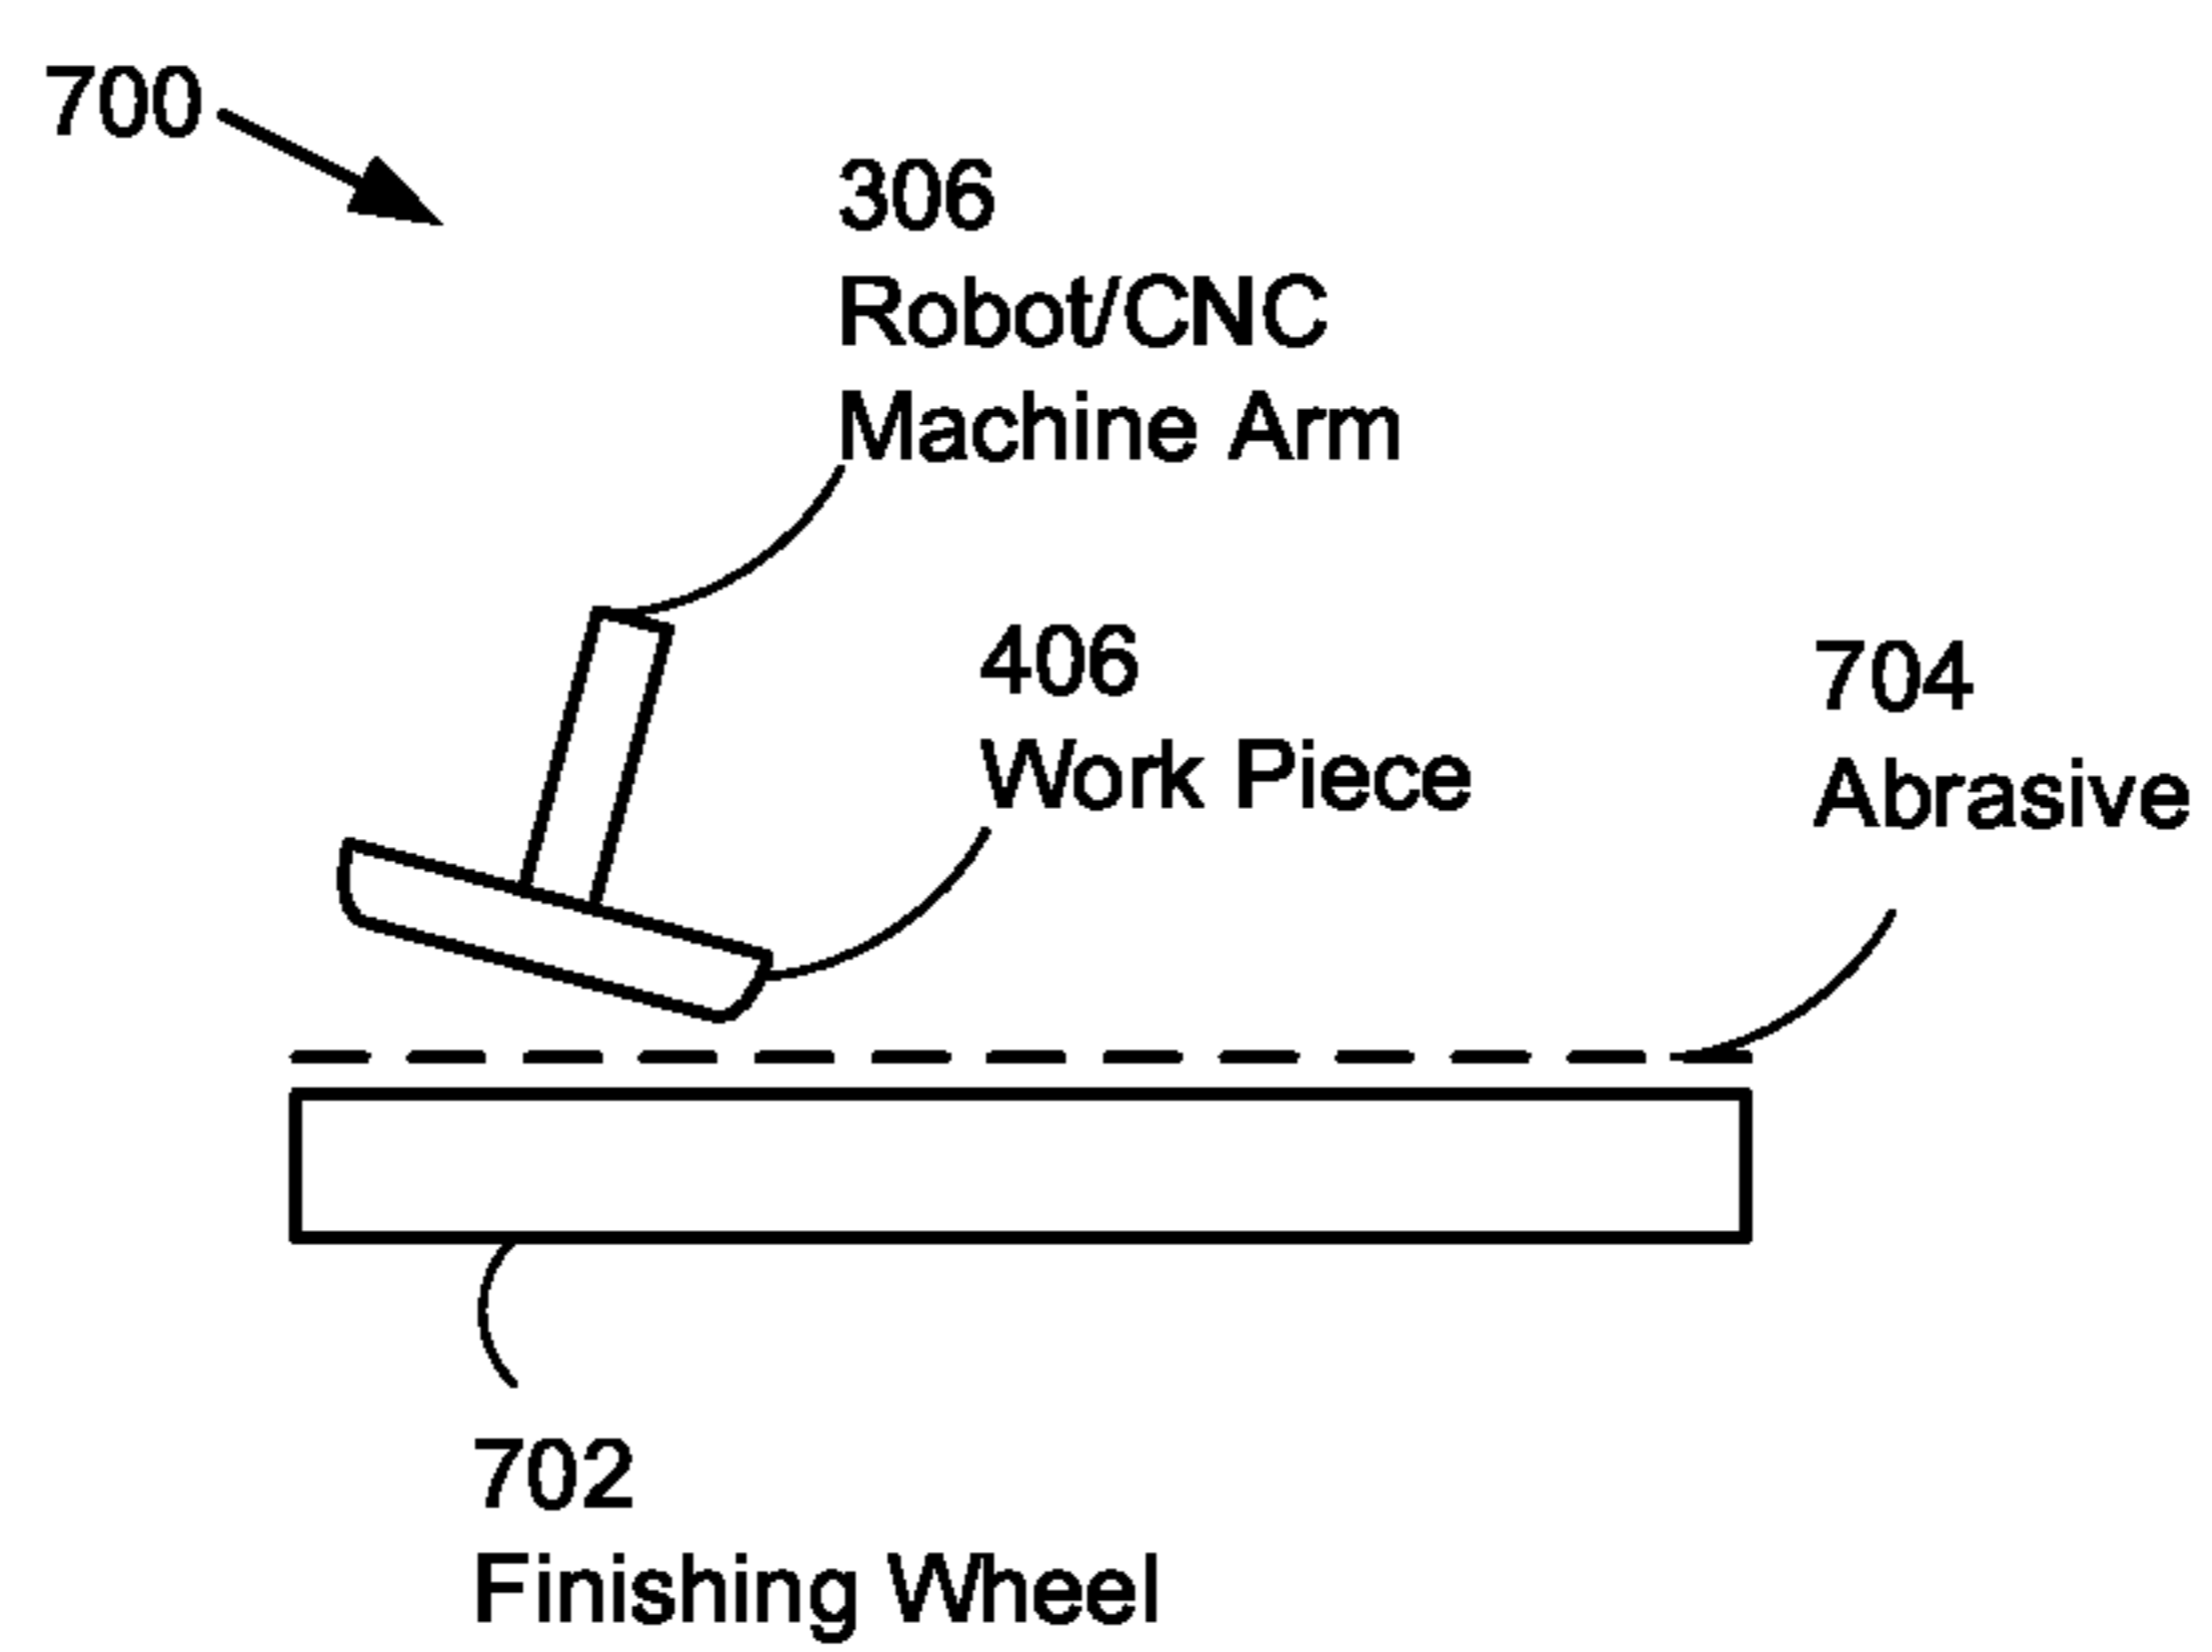 700
306
Robot/CNC
Machine Arm
406
Work Piece
704
Abrasive
702
Finishing Wheel